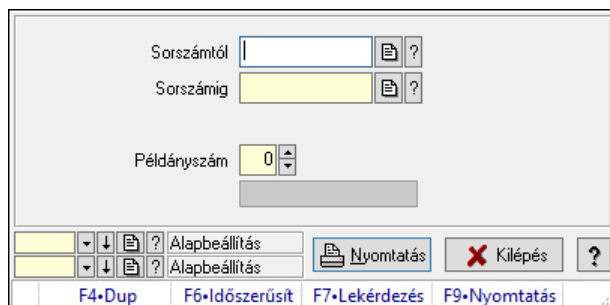 Sorszámtól ?
Sorszámig ?
Példányszám 0
? Alapbeállítás
? Alapbeállítás
Nyomtatás Kilépés ?
F4•Dup F6•Időszerűsít F7•Lekérdezés F9•Nyomtatás